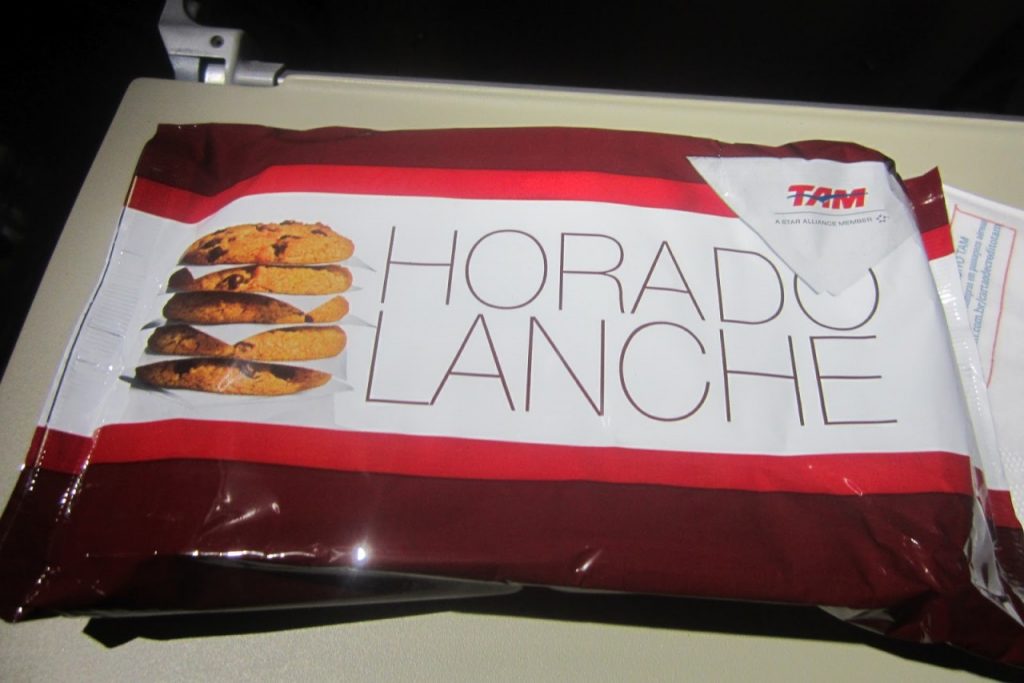 TAM
A STAR ALLIANCE MEMBER
HORADO
LANCHE